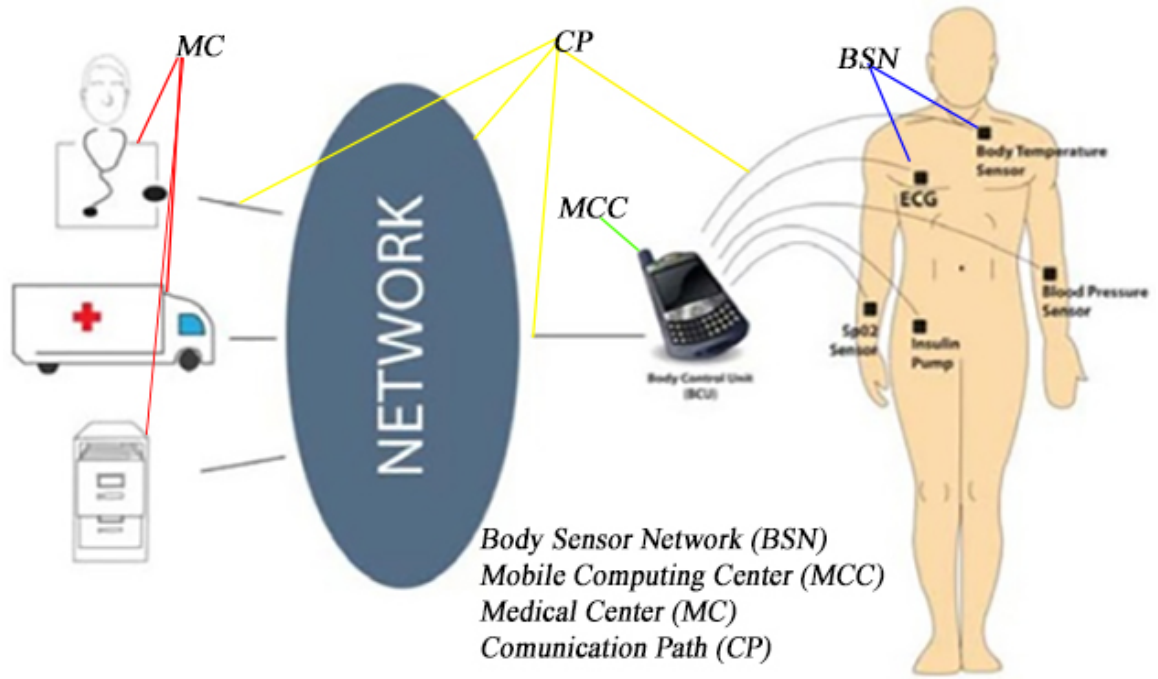 MC
CP
BSN
Body Temperature
Sensor
ECG
MCC
NETWORK
Blood Pressure
Sensor
Sp02
Sensor
Insulin
Pump
Body Control Unit
(BCU)
Body Sensor Network (BSN)
Mobile Computing Center (MCC)
Medical Center (MC)
Comunication Path (CP)